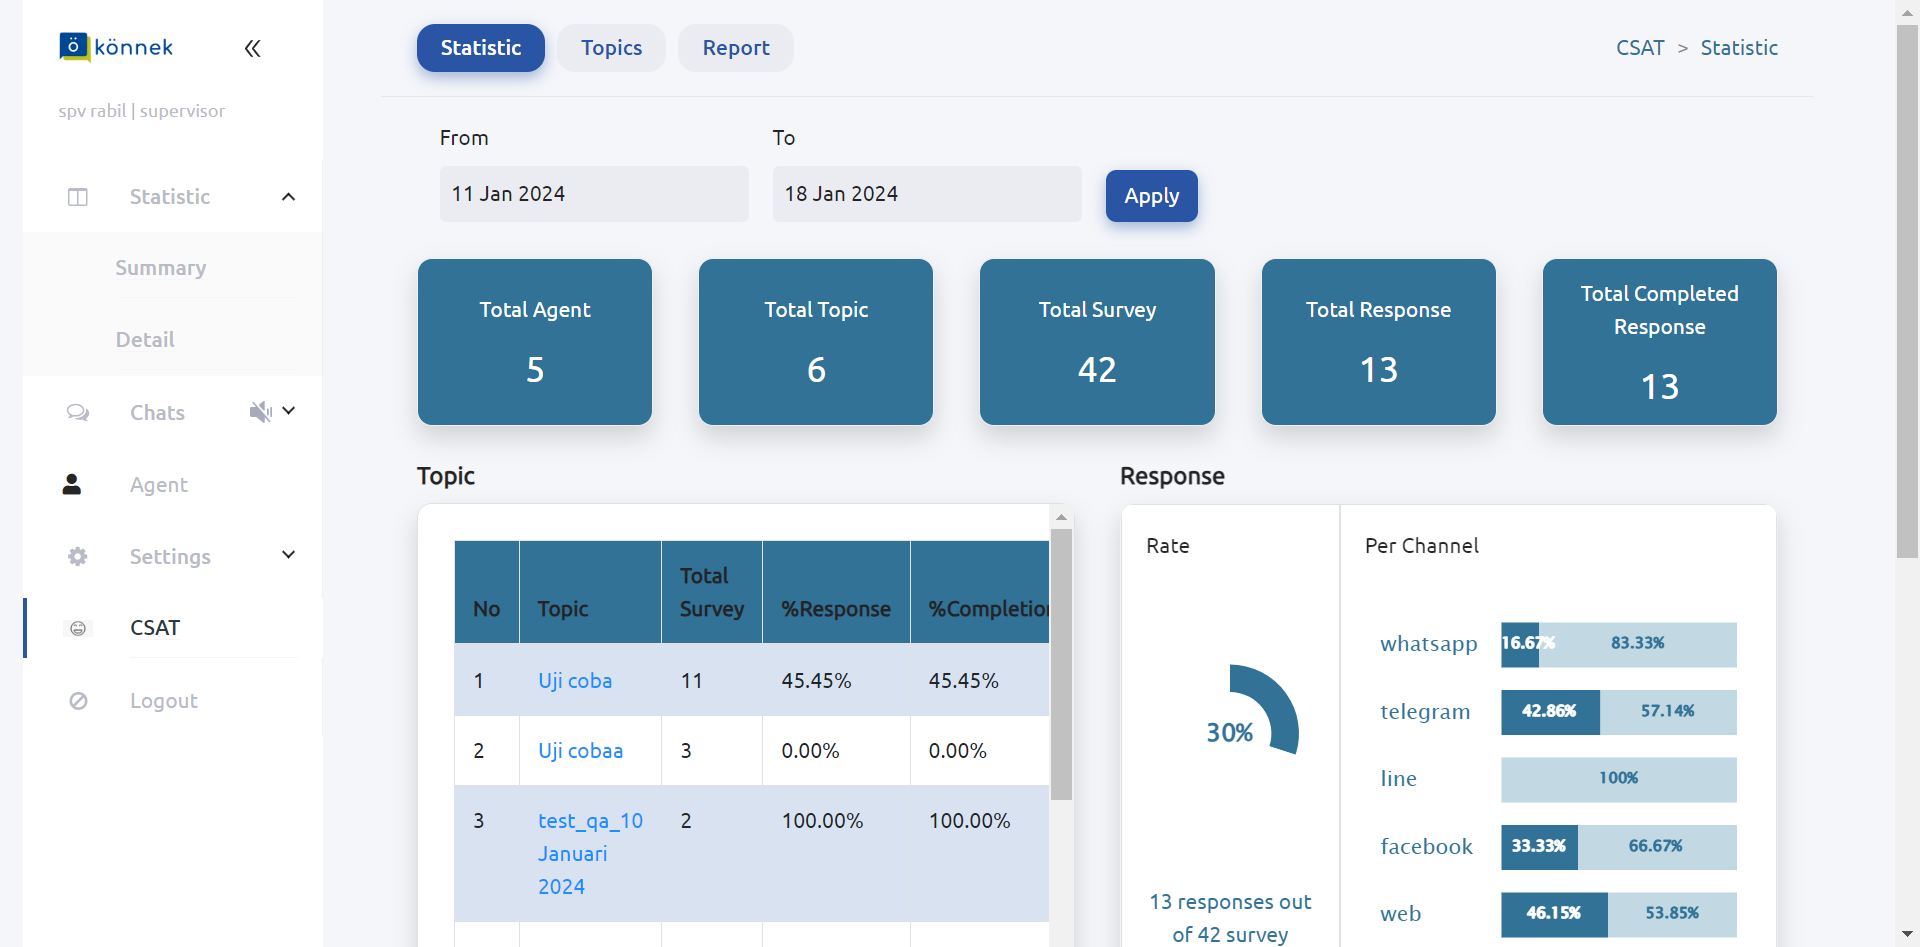 ö könnek
spv rabil | supervisor
Statistic
Summary
Detail
Chats
Agent
Settings
CSAT
Logout
Statistic Topics Report
CSAT > Statistic
From To
11 Jan 2024 18 Jan 2024 Apply
Total Agent
5
Total Topic
6
Total Survey
42
Total Response
13
Total Completed
Response
13
Topic
No Topic Total Survey %Response %Completion
1 Uji coba 11 45.45% 45.45%
2 Uji cobaa 3 0.00% 0.00%
3 test_qa_10 2 100.00% 100.00%
Januari
2024
Response
Rate
30%
13 responses out
of 42 survey
Per Channel
whatsapp 16.67% 83.33%
telegram 42.86% 57.14%
line 100%
facebook 33.33% 66.67%
web 46.15% 53.85%